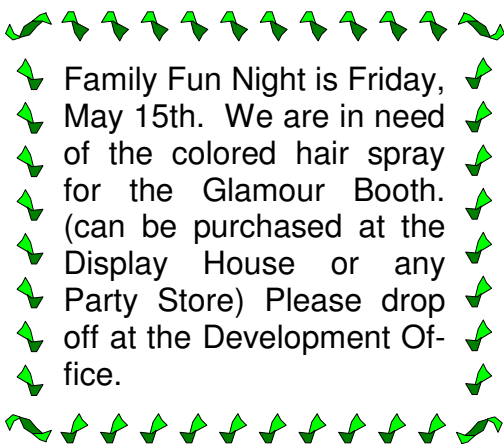 Family Fun Night is Friday,
May 15th. We are in need
of the colored hair spray
for the Glamour Booth.
(can be purchased at the
Display House or any
Party Store) Please drop
off at the Development Of-
fice.